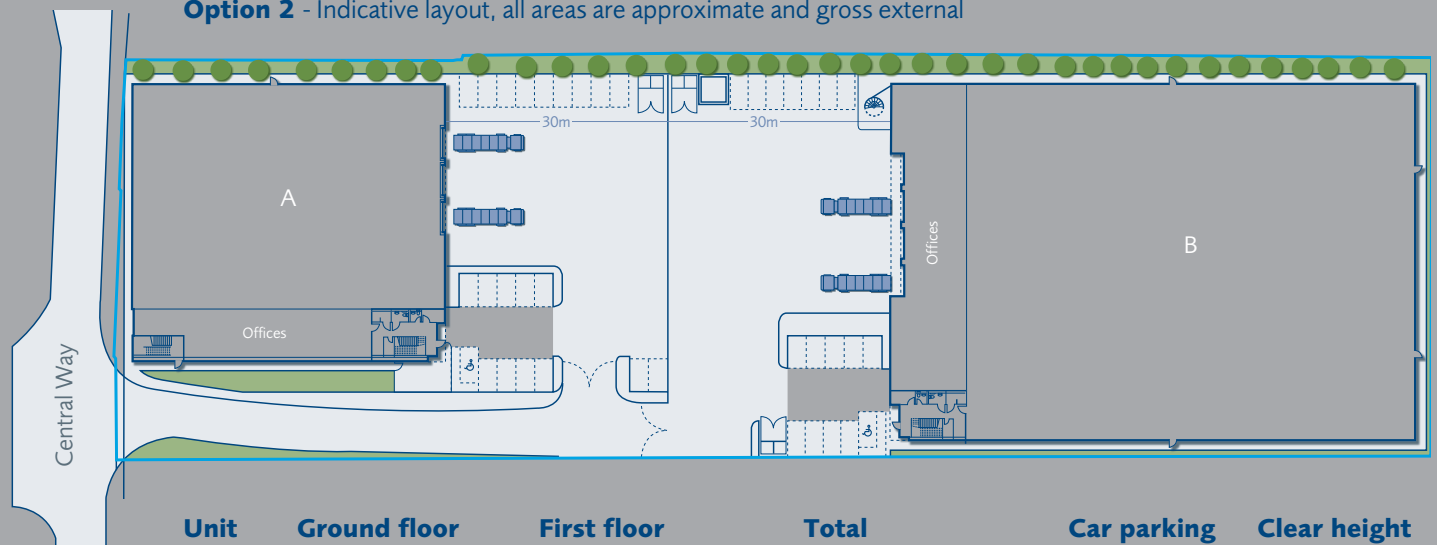 Option 2 - Indicative layout, all areas are approximate and gross external
30m 30m
A
Offices
B
Offices
Central Way
Unit Ground floor First floor Total Car parking Clear height